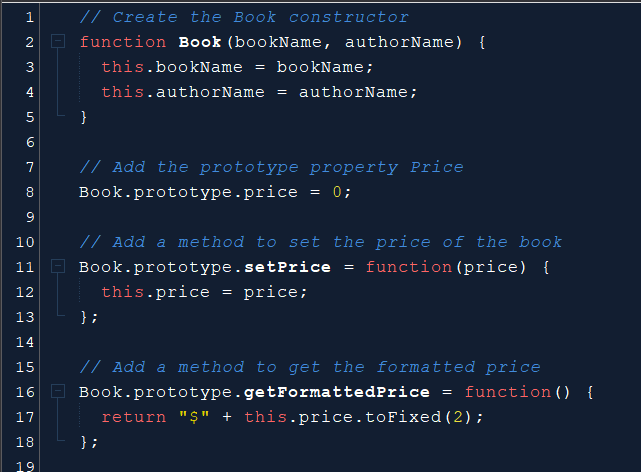 1 // Create the Book constructor
2 function Book(bookName, authorName) {
3 this.bookName = bookName;
4 this.authorName = authorName;
5 }
6
7 // Add the prototype property Price
8 Book.prototype.price = 0;
9
10 // Add a method to set the price of the book
11 Book.prototype.setPrice = function(price) {
12 this.price = price;
13 };
14
15 // Add a method to get the formatted price
16 Book.prototype.getFormattedPrice = function() {
17 return "$" + this.price.toFixed(2);
18 };
19